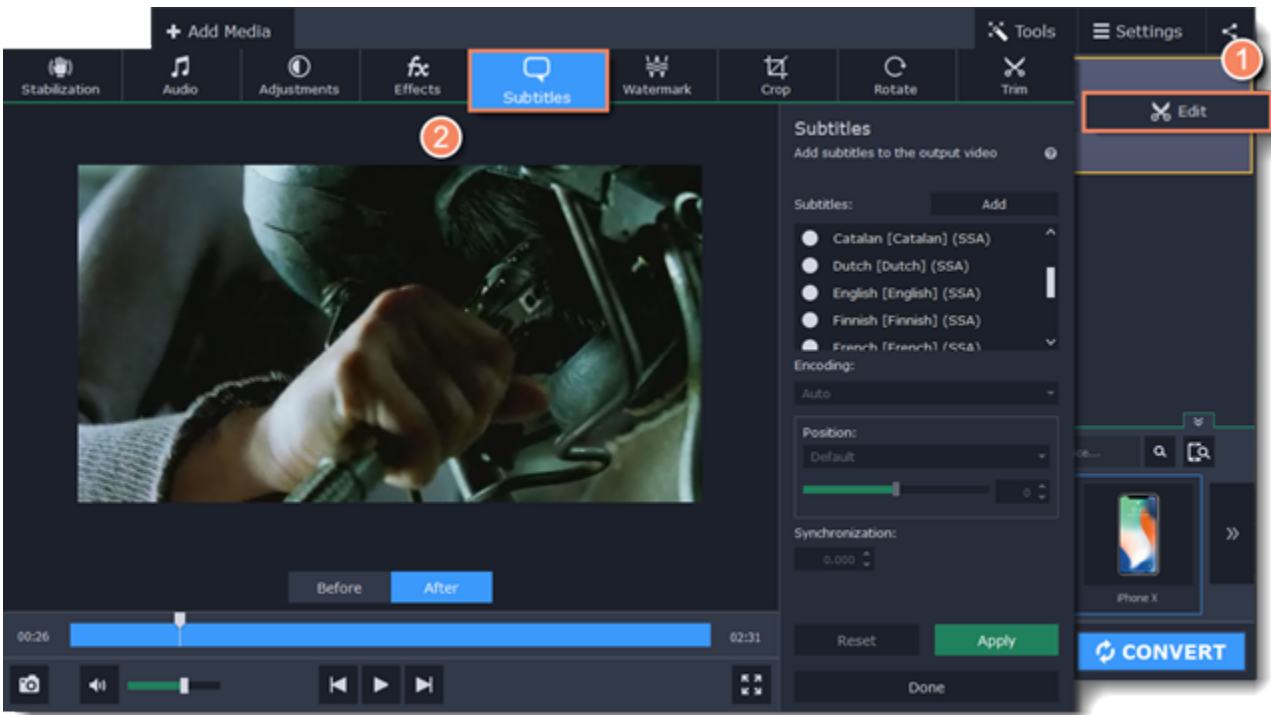 Add Media
Tools
Settings
1
Stabilization
Audio
Adjustments
fx
Effects
Subtitles
Watermark
Crop
Rotate
Trim
Edit
2
Subtitles
Add subtitles to the output video
Subtitles:
Add
Catalan [Catalan] (SSA)
Dutch [Dutch] (SSA)
English [English] (SSA)
Finnish [Finnish] (SSA)
French [French] (SSA)
Encoding:
Auto
Position:
Default
0
Synchronization:
0.000
iPhone X
Before
After
00:26
02:31
Reset
Apply
CONVERT
Done